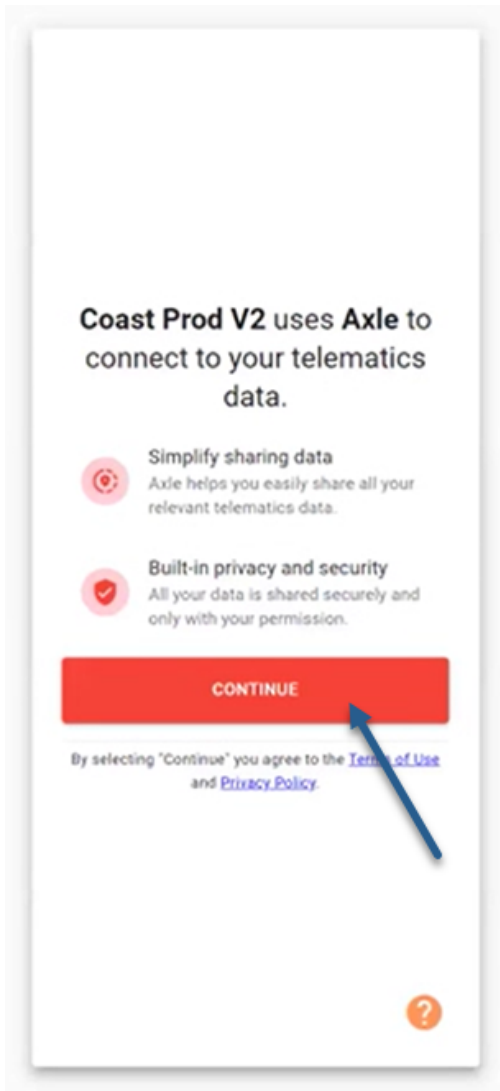 Coast Prod V2 uses Axle to
connect to your telematics
data.
Simplify sharing data
Axle helps you easily share all your
relevant telematics data.
Built-in privacy and security
All your data is shared securely and
only with your permission.
CONTINUE
By selecting "Continue" you agree to the Terms of Use
and Privacy Policy.
?